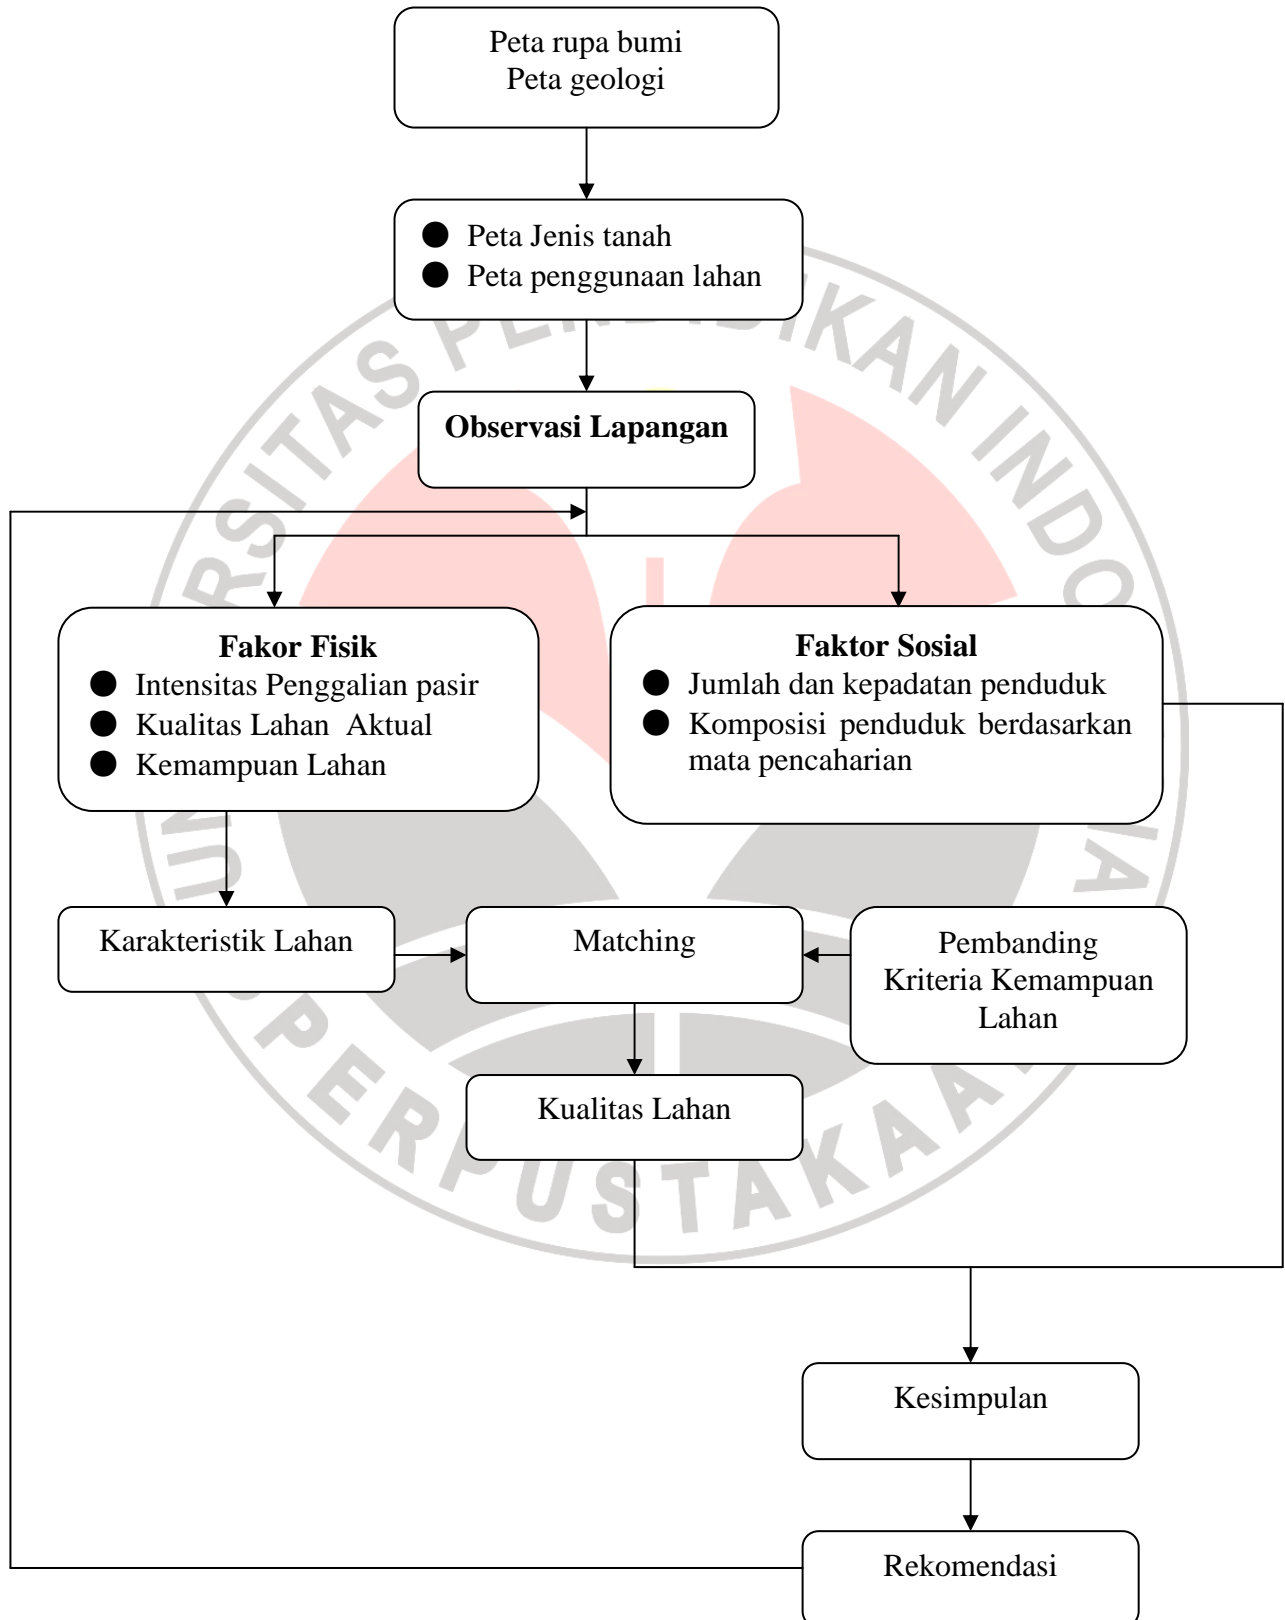 Peta rupa bumi
Peta geologi
● Peta Jenis tanah
● Peta penggunaan lahan
Observasi Lapangan
Fakor Fisik
● Intensitas Penggalian pasir
● Kualitas Lahan Aktual
● Kemampuan Lahan
Faktor Sosial
● Jumlah dan kepadatan penduduk
● Komposisi penduduk berdasarkan
mata pencaharian
Karakteristik Lahan
Matching
Pembanding
Kriteria Kemampuan
Lahan
Kualitas Lahan
Kesimpulan
Rekomendasi
PERPUSTAKAA